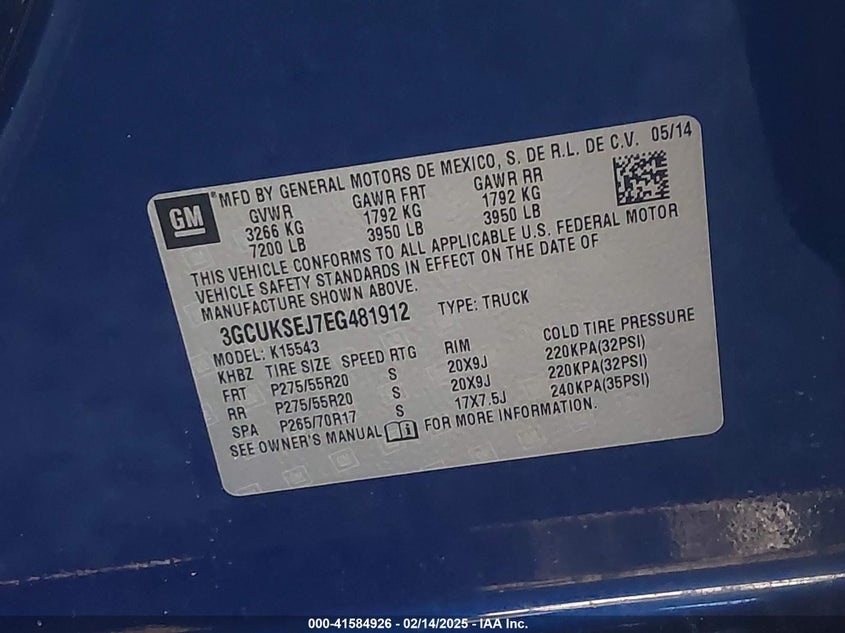 GM
®MFD BY GENERAL MOTORS DE MEXICO, S. DE R.L. DE C.V. 05/14
GVWR GAWR FRT GAWR RR
3266 KG 1792 KG 1792 KG
7200 LB 3950 LB 3950 LB
THIS VEHICLE CONFORMS TO ALL APPLICABLE U.S. FEDERAL MOTOR
VEHICLE SAFETY STANDARDS IN EFFECT ON THE DATE OF
MANUFACTURE SHOWN ABOVE.
3GCUKSEJ7EG481912 TYPE: TRUCK
MODEL: K15543
KHBZ TIRE SIZE SPEED RTG RIM COLD TIRE PRESSURE
FRT P275/55R20 S 20X9J 220KPA(32PSI)
RR P275/55R20 S 20X9J 220KPA(32PSI)
SPA P265/70R17 S 17X7.5J 240KPA(35PSI)
SEE OWNER'S MANUAL FOR MORE INFORMATION.
000-41584926 - 02/14/2025 - IAA Inc.